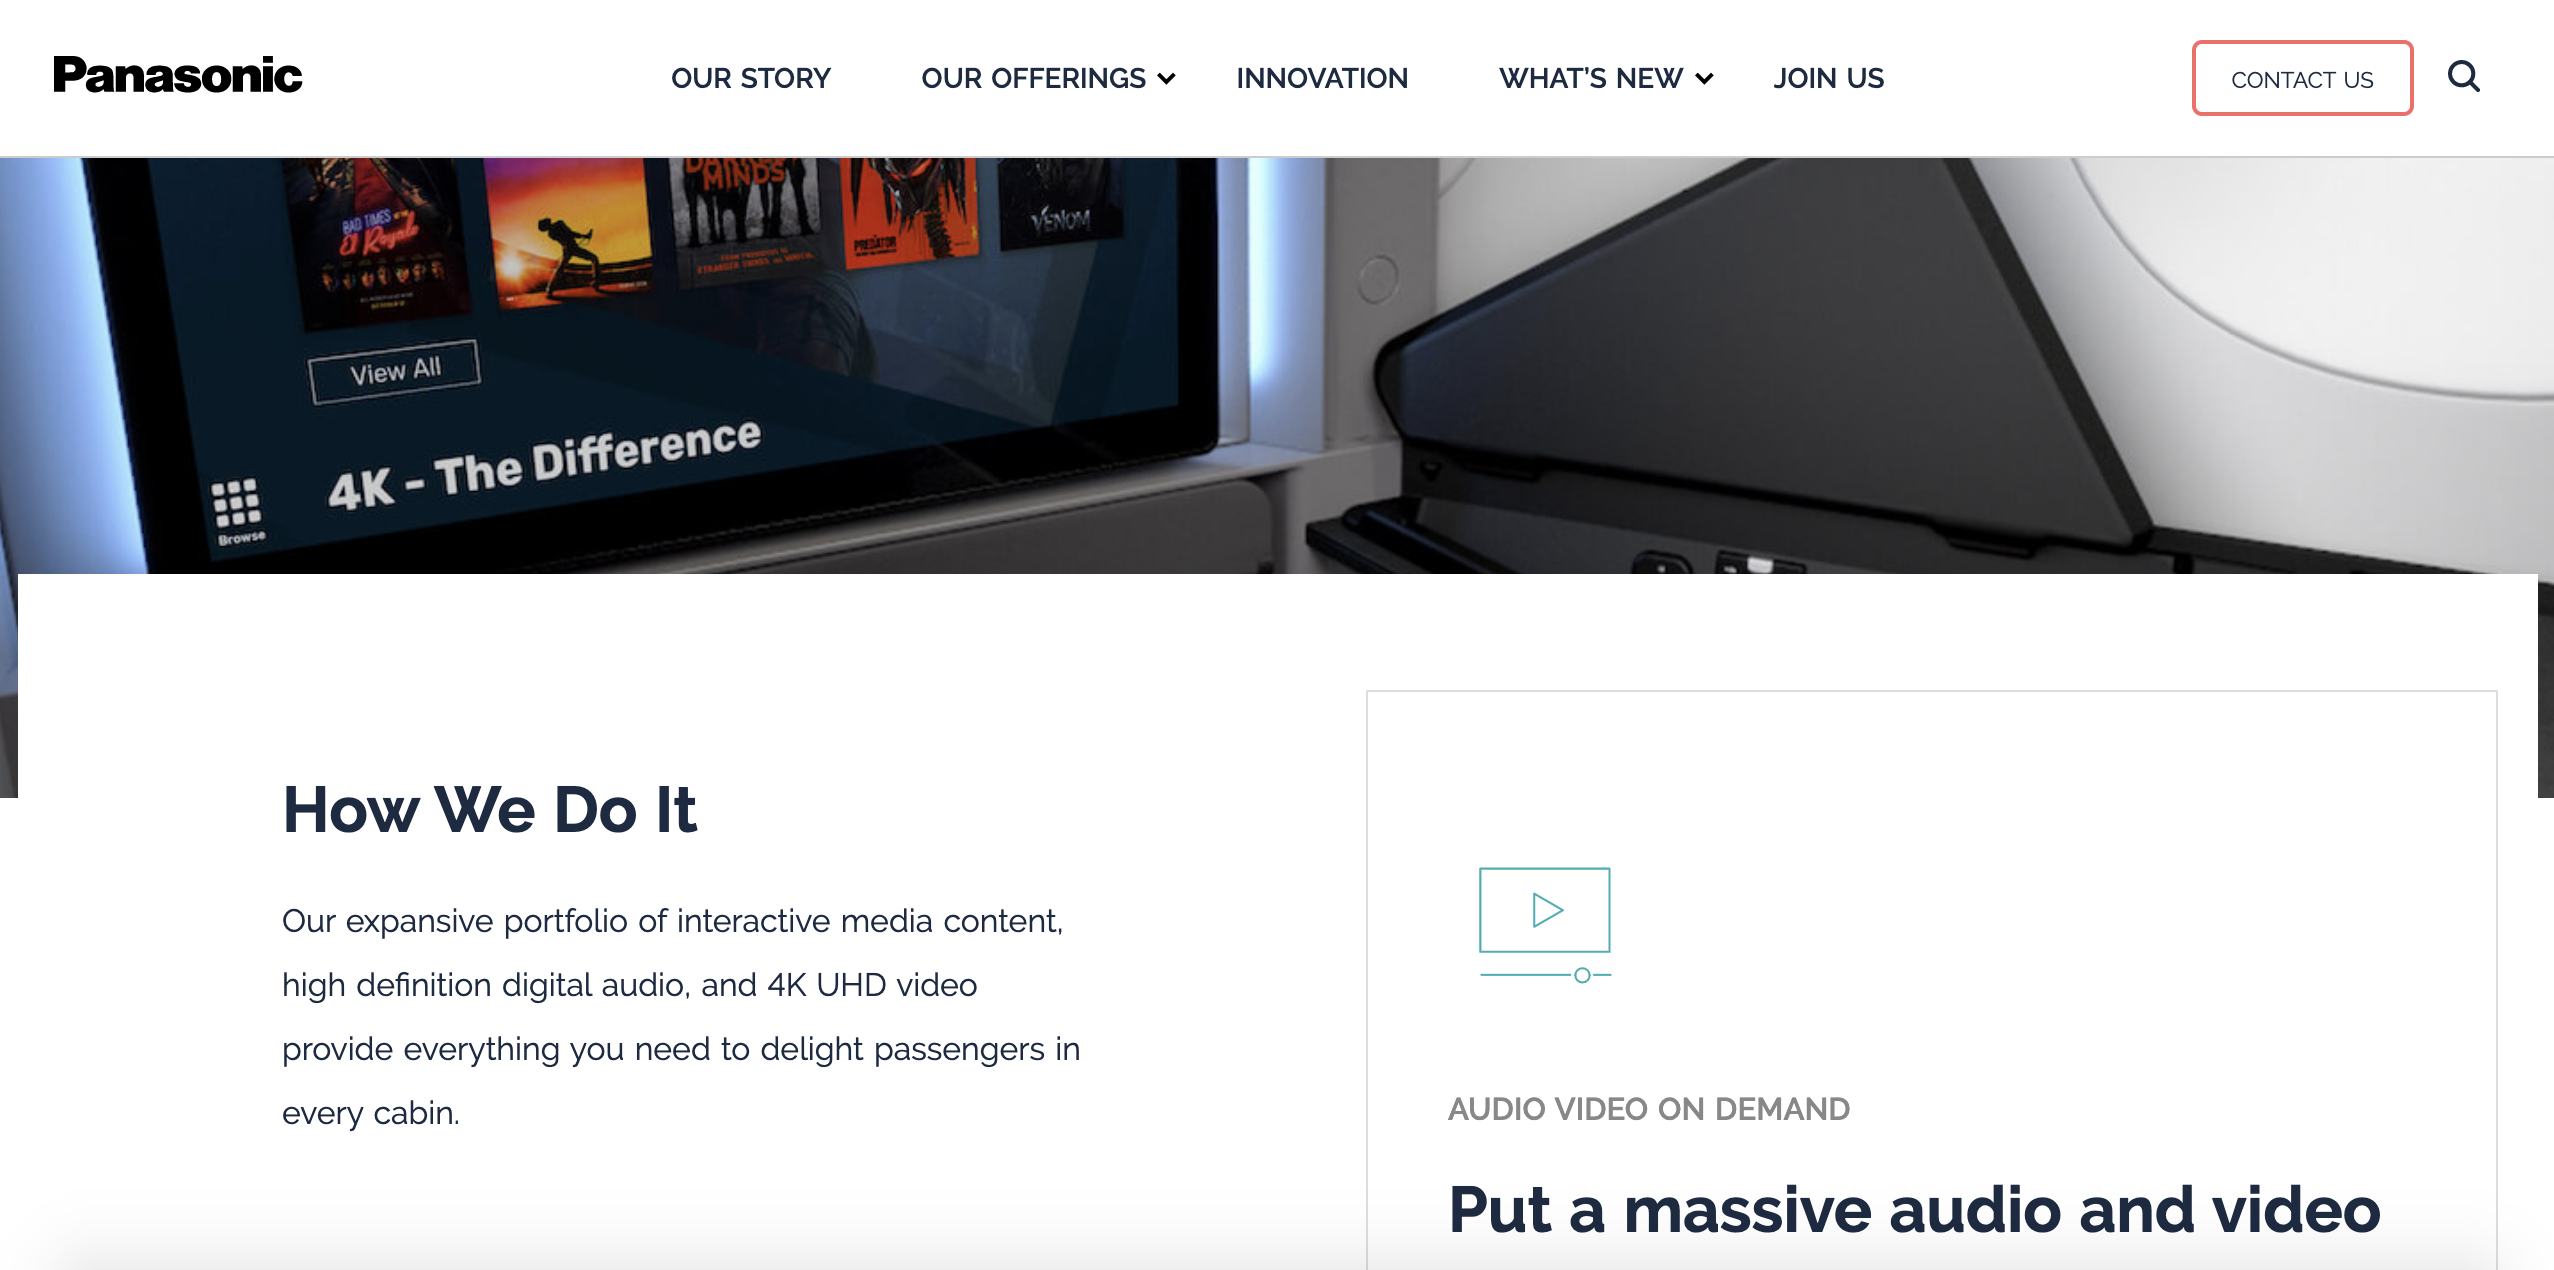 Panasonic
OUR STORY
OUR OFFERINGS
INNOVATION
WHAT'S NEW
JOIN US
CONTACT US
BAD TIMES
El Royale
DARKEST
MINDS
PREDATOR
VENOM
View All
4K - The Difference
Browse
How We Do It
Our expansive portfolio of interactive media content,
high definition digital audio, and 4K UHD video
provide everything you need to delight passengers in
every cabin.
AUDIO VIDEO ON DEMAND
Put a massive audio and video